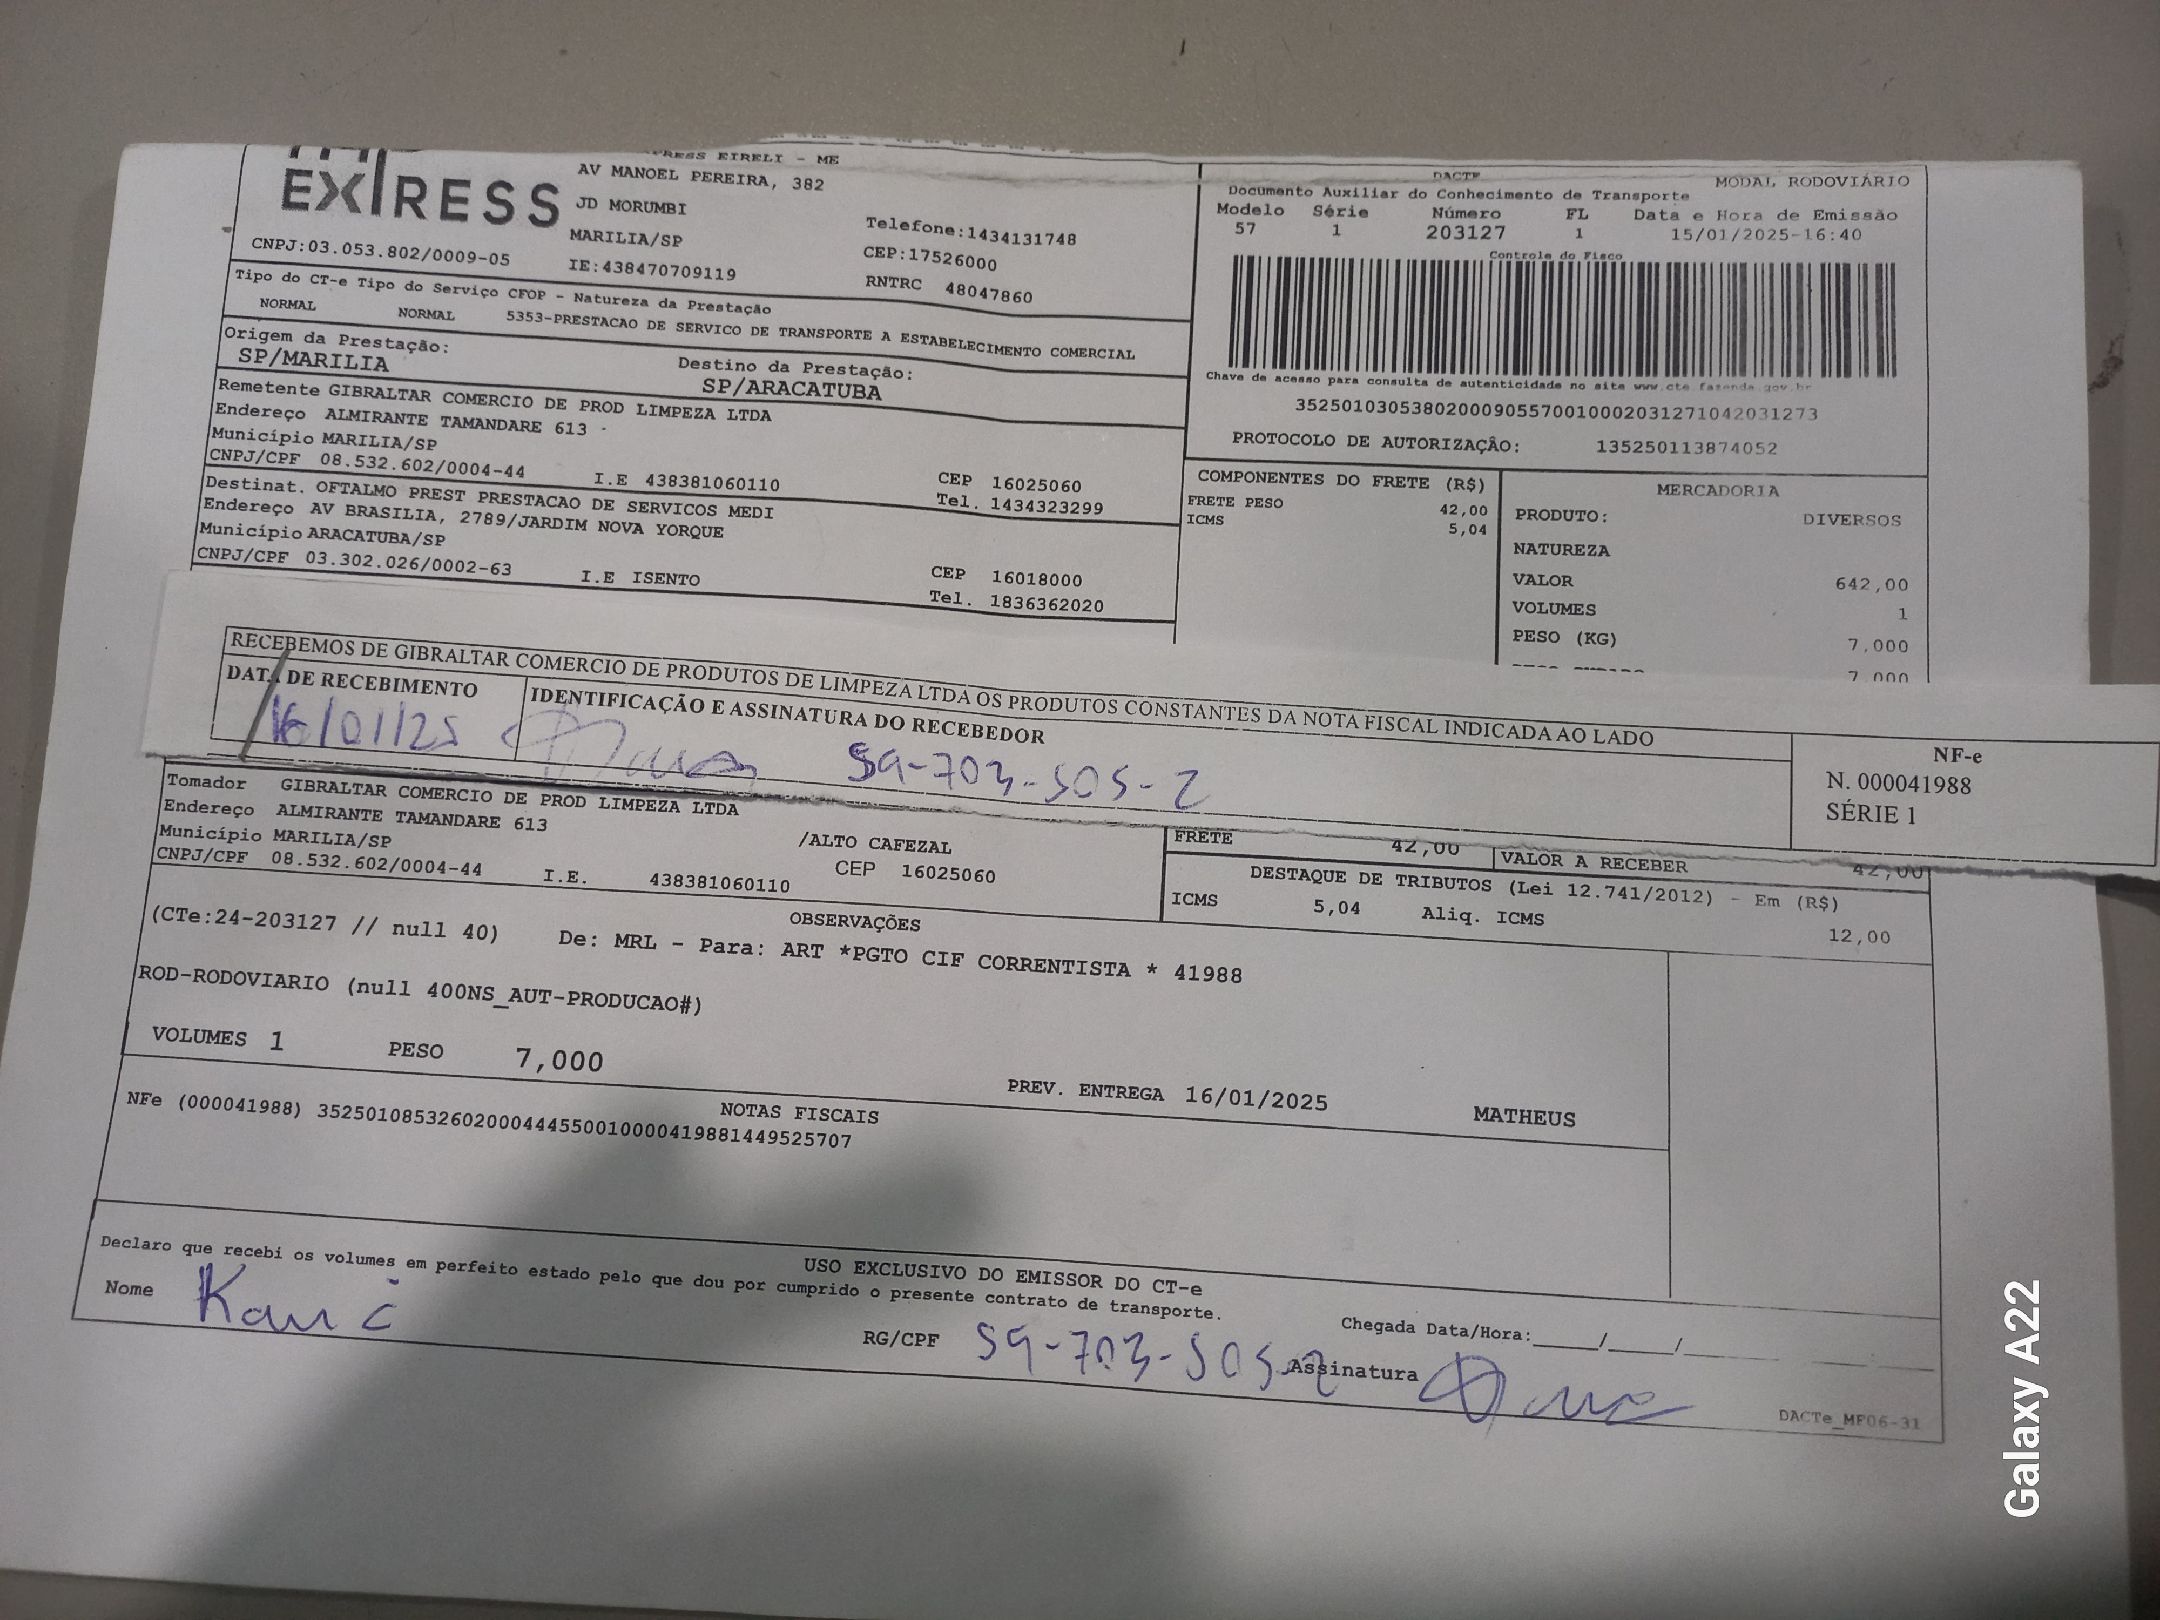 EXPRESS
PRESS EIRELI - ME
AV MANOEL PEREIRA, 382
JD MORUMBI
MARILIA/SP
Telefone:1434131748
CEP:17526000
CNPJ:03.053.802/0009-05
IE:438470709119
RNTRC 48047860
DACTE
MODAL RODOVIÁRIO
Documento Auxiliar do Conhecimento de Transporte
Modelo Série Número FL Data e Hora de Emissão
57 1 203127 1 15/01/2025-16:40
Controle do Fisco
Chave de acesso para consulta de autenticidade no site www.cte.fazenda.gov.br
35250103053802000905570010002031271042031273
PROTOCOLO DE AUTORIZAÇÃO: 135250113874052
Tipo do CT-e Tipo do Serviço CFOP - Natureza da Prestação
NORMAL NORMAL 5353-PRESTACAO DE SERVICO DE TRANSPORTE A ESTABELECIMENTO COMERCIAL
Origem da Prestação: Destino da Prestação:
SP/MARILIA SP/ARACATUBA
Remetente GIBRALTAR COMERCIO DE PROD LIMPEZA LTDA
Endereço ALMIRANTE TAMANDARE 613
Município MARILIA/SP
CNPJ/CPF 08.532.602/0004-44 I.E 438381060110
CEP 16025060
Tel. 1434323299
Destinat. OFTALMO PREST PRESTACAO DE SERVICOS MEDI
Endereço AV BRASILIA, 2789/JARDIM NOVA YORQUE
Município ARACATUBA/SP
CNPJ/CPF 03.302.026/0002-63 I.E ISENTO
CEP 16018000
Tel. 1836362020
COMPONENTES DO FRETE (R$)
FRETE PESO 42,00
ICMS 5,04
MERCADORIA
PRODUTO: DIVERSOS
NATUREZA
VALOR 642,00
VOLUMES 1
PESO (KG) 7,000
7,000
RECEBEMOS DE GIBRALTAR COMERCIO DE PRODUTOS DE LIMPEZA LTDA OS PRODUTOS CONSTANTES DA NOTA FISCAL INDICADA AO LADO
DATA DE RECEBIMENTO
16/01/25
IDENTIFICAÇÃO E ASSINATURA DO RECEBEDOR
59-703-505-2
NF-e
N. 000041988
SÉRIE 1
Tomador GIBRALTAR COMERCIO DE PROD LIMPEZA LTDA
Endereço ALMIRANTE TAMANDARE 613 /ALTO CAFEZAL
Município MARILIA/SP CEP 16025060
CNPJ/CPF 08.532.602/0004-44 I.E. 438381060110
FRETE 42,00 VALOR A RECEBER 42,00
DESTAQUE DE TRIBUTOS (Lei 12.741/2012) - Em (R$)
ICMS 5,04 Aliq. ICMS 12,00
OBSERVAÇÕES
(CTe:24-203127 // null 40) De: MRL - Para: ART *PGTO CIF CORRENTISTA * 41988
ROD-RODOVIARIO (null 400NS_AUT-PRODUCAO#)
VOLUMES 1 PESO 7,000
PREV. ENTREGA 16/01/2025 MATHEUS
NOTAS FISCAIS
NFe (000041988) 35250108532602000444550010000419881449525707
USO EXCLUSIVO DO EMISSOR DO CT-e
Declaro que recebi os volumes em perfeito estado pelo que dou por cumprido o presente contrato de transporte.
Nome
RG/CPF 59-703-505-2
Chegada Data/Hora:____/____/____
Assinatura
DACTe_MF06-31
Galaxy A22